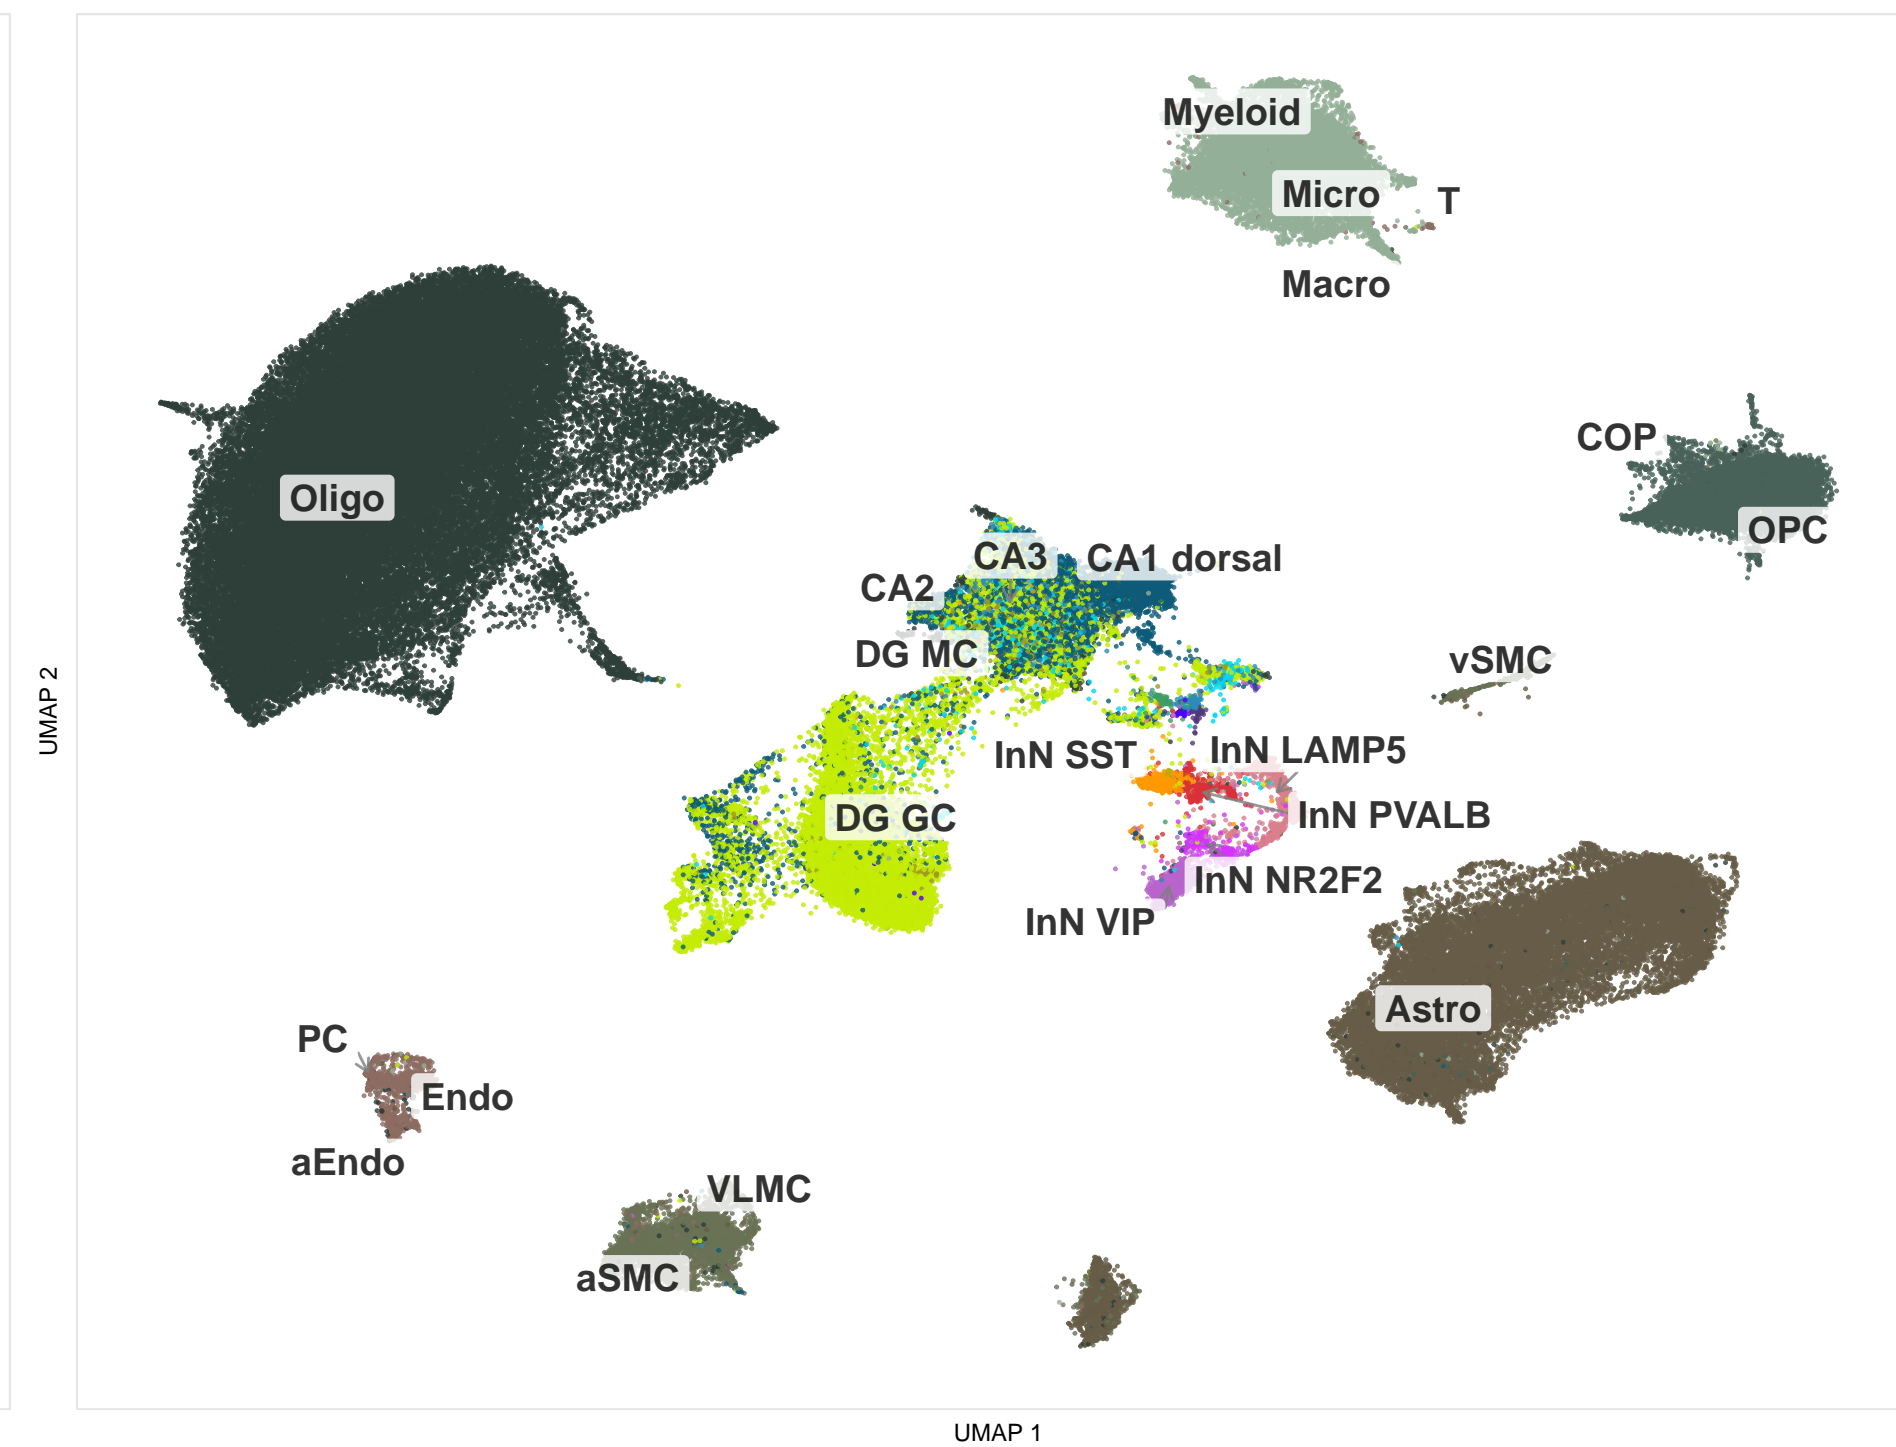 Myeloid
Micro
T
Macro
COP
Oligo
OPC
CA3
CA1 dorsal
CA2
DG MC
vSMC
UMAP 2
InN SST
InN LAMP5
DG GC
InN PVALB
InN NR2F2
InN VIP
Astro
PC
Endo
aEndo
VLMC
aSMC
UMAP 1